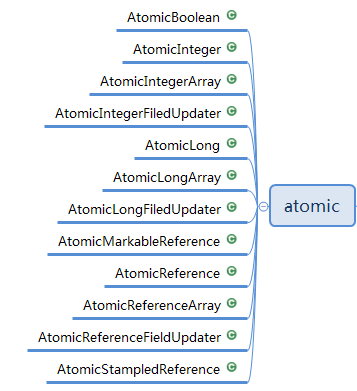 AtomicBoolean
AtomicInteger
AtomicIntegerArray
AtomicIntegerFiledUpdater
AtomicLong
AtomicLongArray
AtomicLongFiledUpdater
AtomicMarkableReference
AtomicReference
AtomicReferenceArray
AtomicReferenceFieldUpdater
AtomicStampledReference
atomic